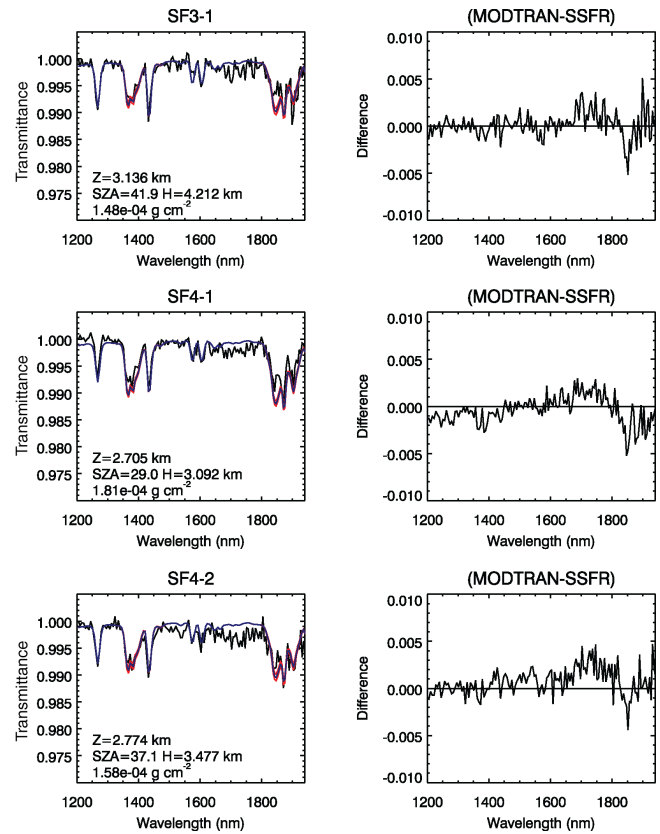 SF3-1
(MODTRAN-SSFR)
Transmittance
1.000
0.995
0.990
0.985
0.980
0.975
Z=3.136 km
SZA=41.9 H=4.212 km
1.48e-04 g cm-2
1200 1400 1600 1800
Wavelength (nm)
Difference
0.010
0.005
0.000
-0.005
-0.010
1200 1400 1600 1800
Wavelength (nm)
SF4-1
(MODTRAN-SSFR)
Transmittance
1.000
0.995
0.990
0.985
0.980
0.975
Z=2.705 km
SZA=29.0 H=3.092 km
1.81e-04 g cm-2
1200 1400 1600 1800
Wavelength (nm)
Difference
0.010
0.005
0.000
-0.005
-0.010
1200 1400 1600 1800
Wavelength (nm)
SF4-2
(MODTRAN-SSFR)
Transmittance
1.000
0.995
0.990
0.985
0.980
0.975
Z=2.774 km
SZA=37.1 H=3.477 km
1.58e-04 g cm-2
1200 1400 1600 1800
Wavelength (nm)
Difference
0.010
0.005
0.000
-0.005
-0.010
1200 1400 1600 1800
Wavelength (nm)